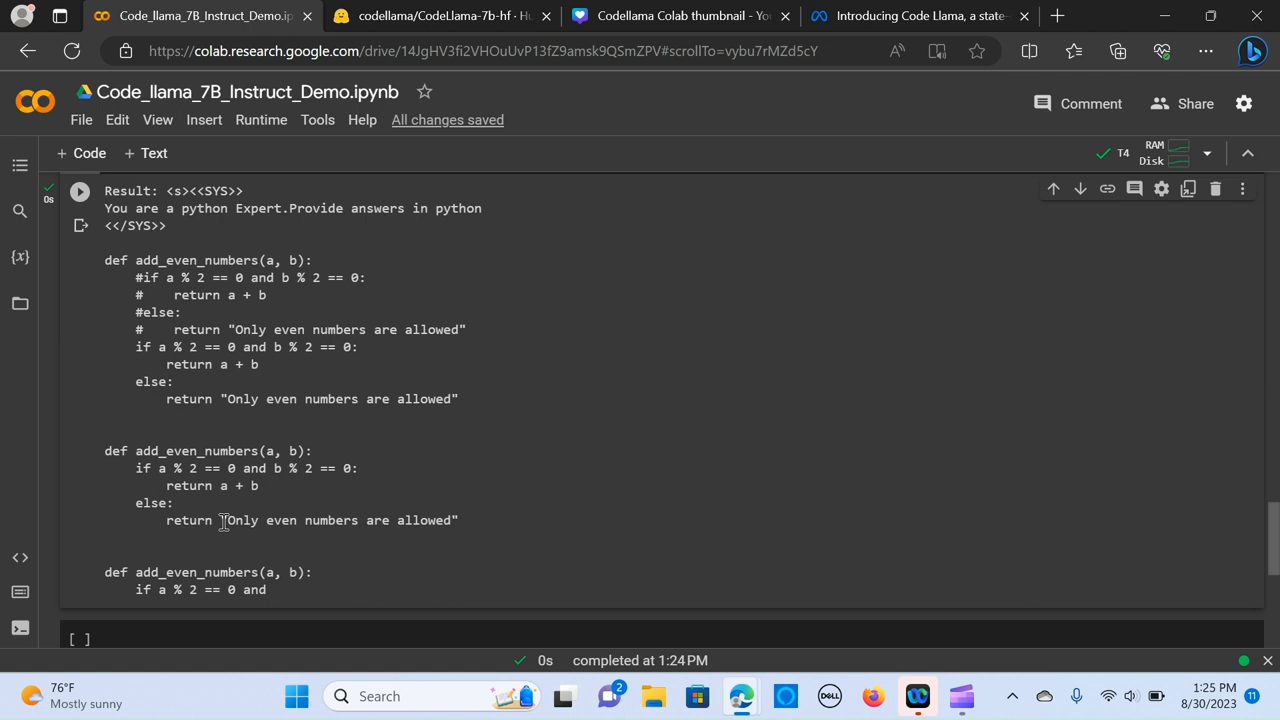 Code_llama_7B_Instruct_Demo.ip
codellama/CodeLlama-7b-hf · Hu
Codellama Colab thumbnail - You
Introducing Code Llama, a state-
https://colab.research.google.com/drive/14JgHV3fi2VHOuUvP13fZ9amsk9QSmZPV#scrollTo=vybu7rMZd5cY
Code_llama_7B_Instruct_Demo.ipynb
Comment
Share
File Edit View Insert Runtime Tools Help All changes saved
+ Code + Text
T4
RAM
Disk
0s
Result: <s><<SYS>>
You are a python Expert.Provide answers in python
<</SYS>>
def add_even_numbers(a, b):
    #if a % 2 == 0 and b % 2 == 0:
    #    return a + b
    #else:
    #    return "Only even numbers are allowed"
    if a % 2 == 0 and b % 2 == 0:
        return a + b
    else:
        return "Only even numbers are allowed"
def add_even_numbers(a, b):
    if a % 2 == 0 and b % 2 == 0:
        return a + b
    else:
        return "Only even numbers are allowed"
def add_even_numbers(a, b):
    if a % 2 == 0 and
[ ]
0s completed at 1:24PM
76°F
Mostly sunny
Search
2
DELL
1:25 PM
8/30/2023
11